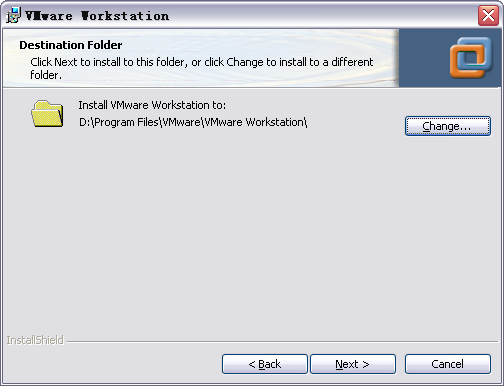 VMware Workstation
Destination Folder
Click Next to install to this folder, or click Change to install to a different
folder.
Install VMware Workstation to:
D:\Program Files\VMware\VMware Workstation\
Change...
InstallShield
< Back
Next >
Cancel